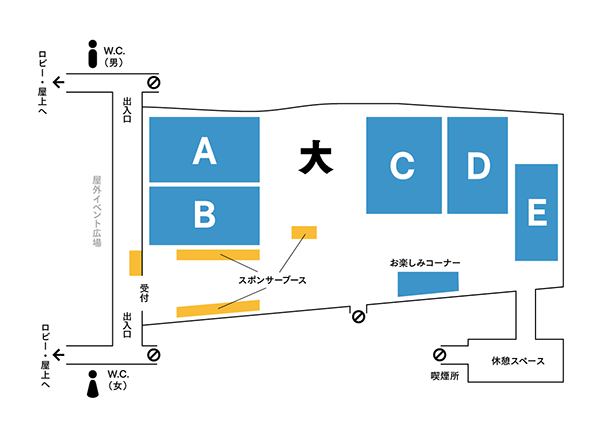 W.C.
（男）
ロビー・屋上へ
出入口
A
大
C
D
B
E
屋外イベント広場
お楽しみコーナー
スポンサーブース
受付
出入口
ロビー・屋上へ
W.C.
（女）
喫煙所
休憩スペース